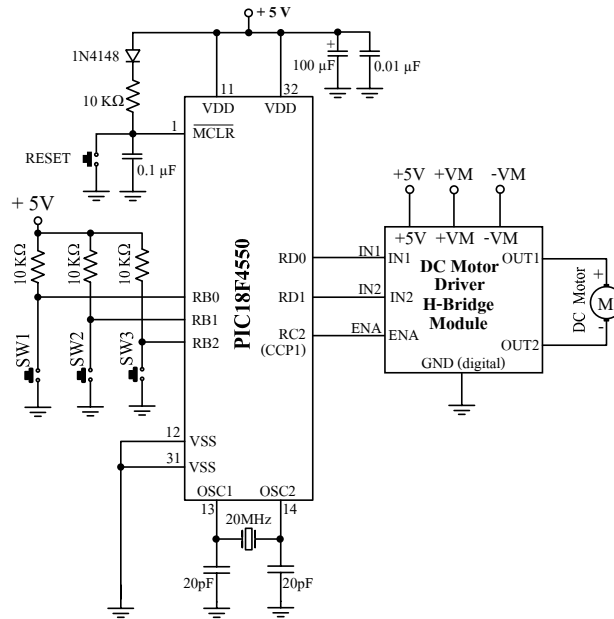 + 5 V
1N4148
100 µF
+
0.01 µF
10 KΩ
11
32
VDD
VDD
1
MCLR
RESET
0.1 µF
+ 5V
+5V
+VM
-VM
10 KΩ
10 KΩ
10 KΩ
+5V
+VM
-VM
PIC18F4550
RD0
IN1
IN1
DC Motor
Driver
H-Bridge
Module
OUT1
RB0
RD1
IN2
IN2
+
M
-
DC Motor
RB1
RB2
RC2
(CCP1)
ENA
ENA
OUT2
GND (digital)
SW1
SW2
SW3
12
VSS
31
VSS
OSC1
OSC2
13
14
20MHz
20pF
20pF